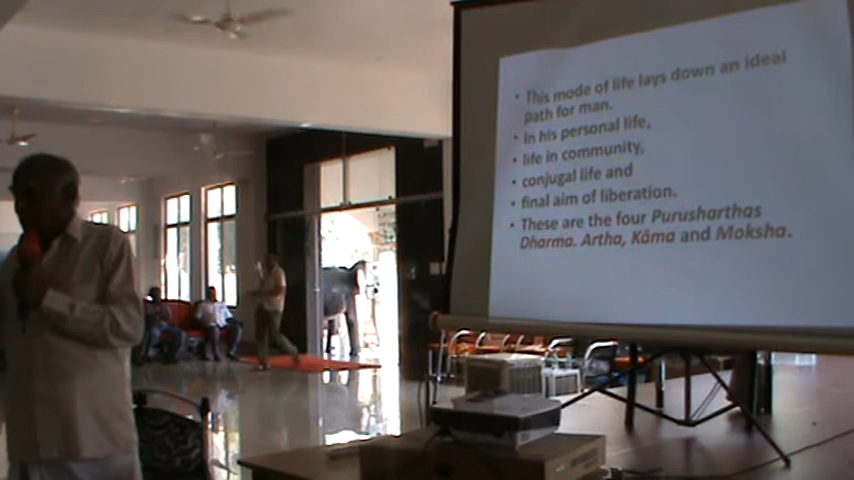 • This mode of life lays down an ideal
path for man.
• In his personal life,
• life in community,
• conjugal life and
• final aim of liberation.
• These are the four Purusharthas
Dharma. Artha, Kāma and Moksha.